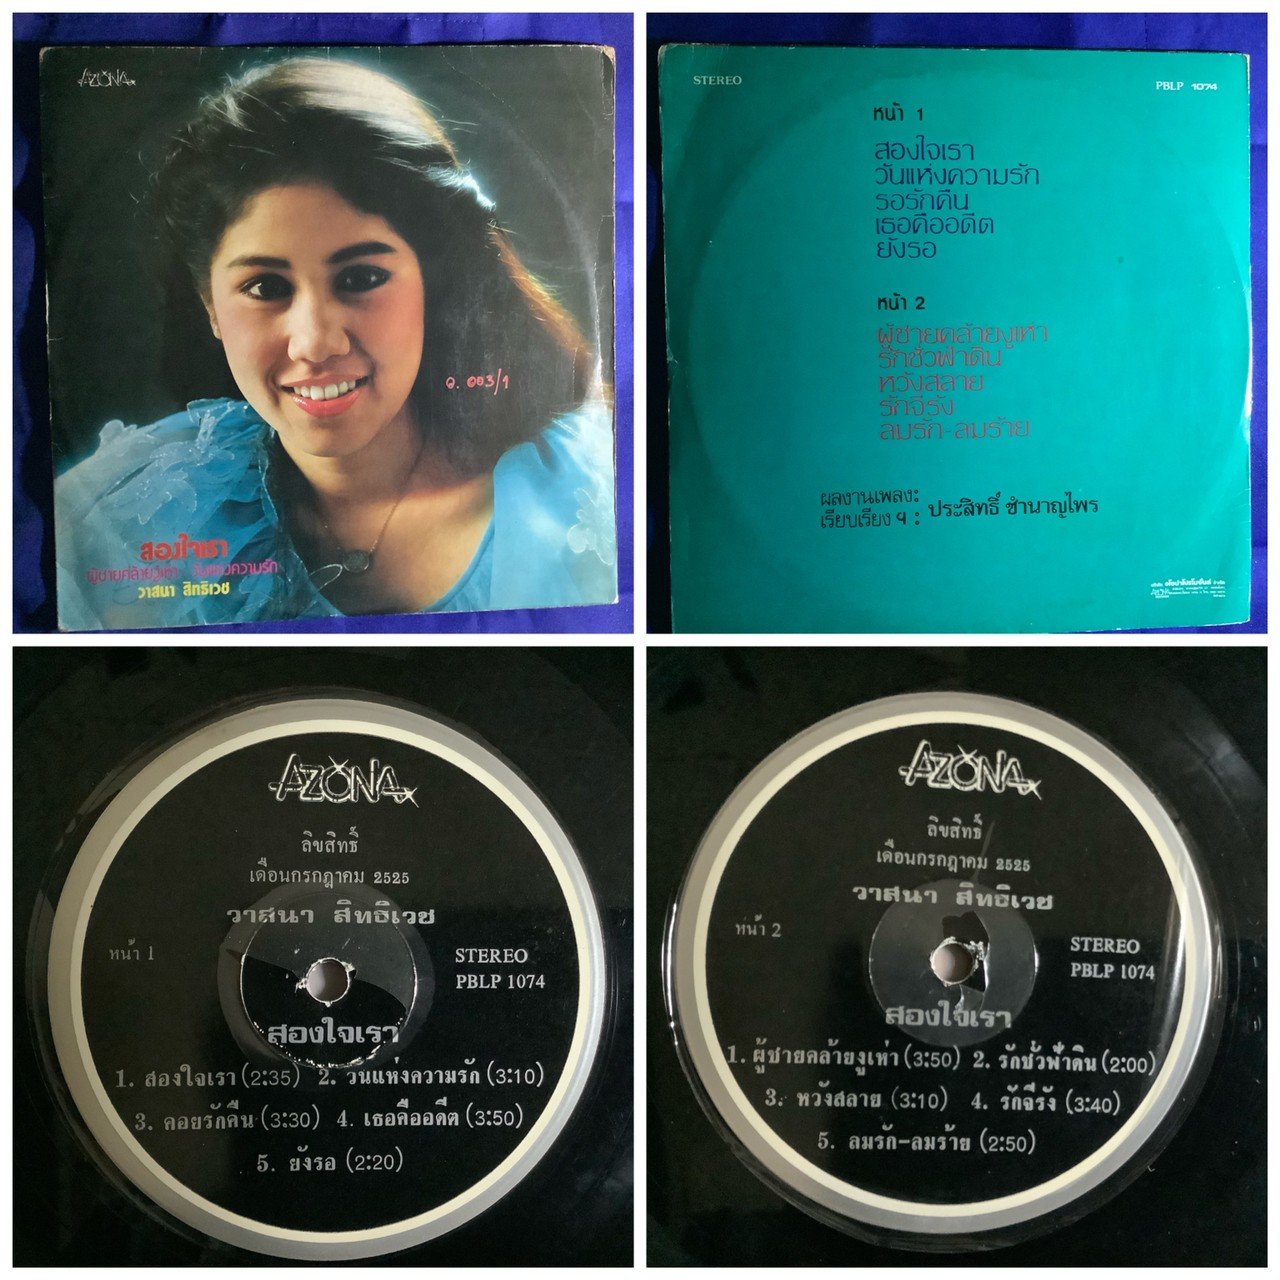 AZONA
อ. 003/1
สองใจเรา
ผู้ชายคล้ายงูเห่า วันแห่งความรัก
วาสนา สิทธิเวช
STEREO
PBLP 1074
หน้า 1
สองใจเรา
วันแห่งความรัก
รอรักคืน
เธอคืออดีต
ยังรอ
หน้า 2
ผู้ชายคล้ายงูเห่า
รักชั่วฟ้าดิน
หวังสลาย
รักจีรัง
ลมรัก-ลมร้าย
ผลงานเพลง:
เรียบเรียง ฯ : ประสิทธิ์ ชำนาญไพร
AZONA
ลิขสิทธิ์
เดือนกรกฎาคม 2525
วาสนา สิทธิเวช
หน้า 1
STEREO
PBLP 1074
สองใจเรา
1. สองใจเรา (2:35) 2. วันแห่งความรัก (3:10)
3. คอยรักคืน (3:30) 4. เธอคืออดีต (3:50)
5. ยังรอ (2:20)
AZONA
ลิขสิทธิ์
เดือนกรกฎาคม 2525
วาสนา สิทธิเวช
หน้า 2
STEREO
PBLP 1074
สองใจเรา
1. ผู้ชายคล้ายงูเห่า (3:50) 2. รักชั่วฟ้าดิน (2:00)
3. หวังสลาย (3:10) 4. รักจีรัง (3:40)
5. ลมรัก-ลมร้าย (2:50)